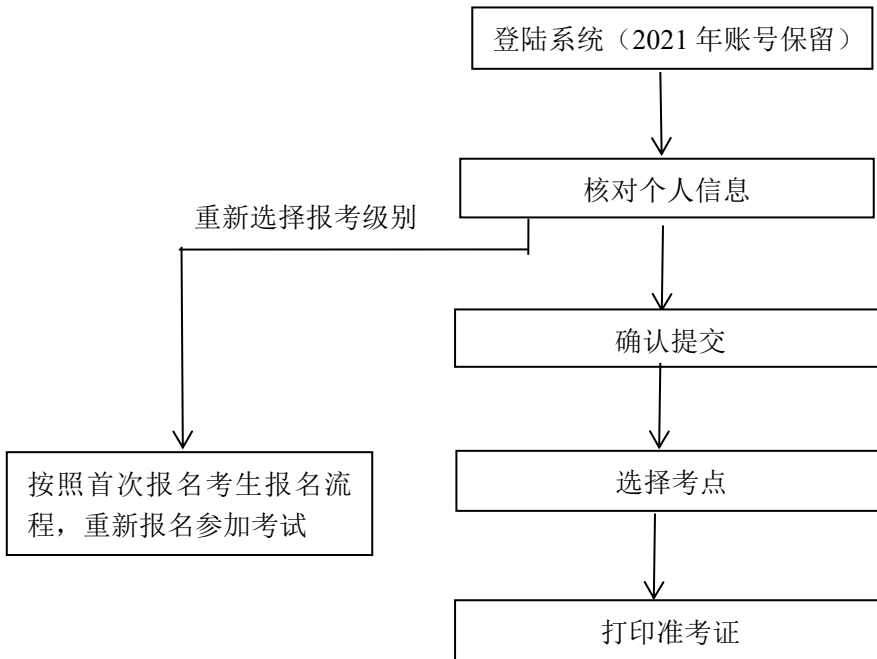 登陆系统（2021 年账号保留）
核对个人信息
重新选择报考级别
确认提交
按照首次报名考生报名流
程，重新报名参加考试
选择考点
打印准考证